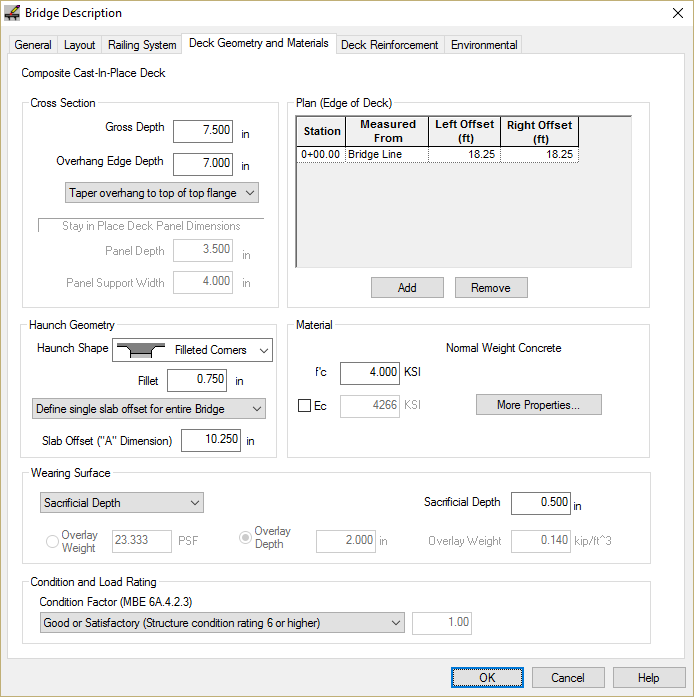 Bridge Description
General Layout Railing System Deck Geometry and Materials Deck Reinforcement Environmental
Composite Cast-In-Place Deck
Cross Section
Gross Depth 7.500 in
Overhang Edge Depth 7.000 in
Taper overhang to top of top flange
Stay in Place Deck Panel Dimensions
Panel Depth 3.500 in
Panel Support Width 4.000 in
Plan (Edge of Deck)
Station Measured From Left Offset (ft) Right Offset (ft)
0+00.00 Bridge Line 18.25 18.25
Add Remove
Haunch Geometry
Haunch Shape Filleted Corners
Fillet 0.750 in
Define single slab offset for entire Bridge
Slab Offset ("A" Dimension) 10.250 in
Material
Normal Weight Concrete
f'c 4.000 KSI
Ec 4266 KSI
More Properties...
Wearing Surface
Sacrificial Depth
Sacrificial Depth 0.500 in
Overlay Weight 23.333 PSF
Overlay Depth 2.000 in
Overlay Weight 0.140 kip/ft^3
Condition and Load Rating
Condition Factor (MBE 6A.4.2.3)
Good or Satisfactory (Structure condition rating 6 or higher) 1.00
OK Cancel Help